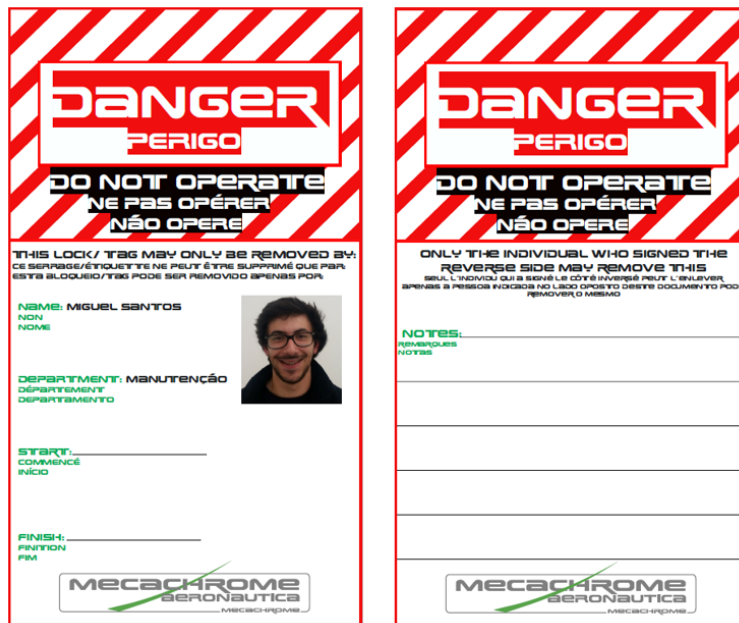 DANGER
PERIGO
DO NOT OPERATE
NE PAS OPÉRER
NÁO OPERE
THIS LOCK/ TAG MAY ONLY BE REMOVED BY:
CE SERRAGE/ÉTIQUETTE NE PEUT ÊTRE SUPPRIMÉ QUE PAR:
ESTA BLOQUEIO/TAG PODE SER REMOVIDO APENAS POR:
NAME: MIGUEL SANTOS
NON
NOME
DEPARTMENT: MANUTENÇÃO
DÉPARTEMENT
DEPARTAMENTO
START:
COMMENCÉ
INÍCIO
FINISH:
FINITION
FIM
MECACHROME
AERONAUTICA
MECACHROME
DANGER
PERIGO
DO NOT OPERATE
NE PAS OPÉRER
NÁO OPERE
ONLY THE INDIVIDUAL WHO SIGNED THE
REVERSE SIDE MAY REMOVE THIS
SEUL L'INDIVIDU QUI A SIGNÉ LE CÔTÉ INVERSÉ PEUT L'ENLEVER
APENAS A PESSOA INDICADA NO LADO OPOSTO DESTE DOCUMENTO POD
REMOVER O MESMO
NOTES:
REMARQUES
NOTAS
MECACHROME
AERONAUTICA
MECACHROME